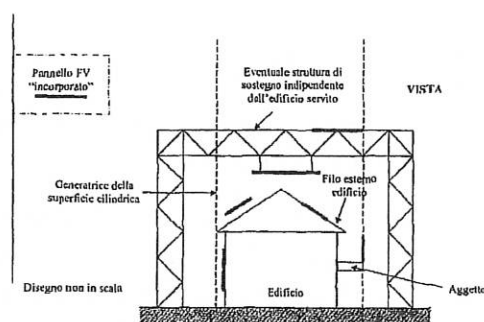 Pannello FV
"incorporato"
Eventuale struttura di
sostegno indipendente
dall'edificio servito
VISTA
Generatrice della
superficie cilindrica
Filo esterno
edificio
Disegno non in scala
Edificio
Aggetto